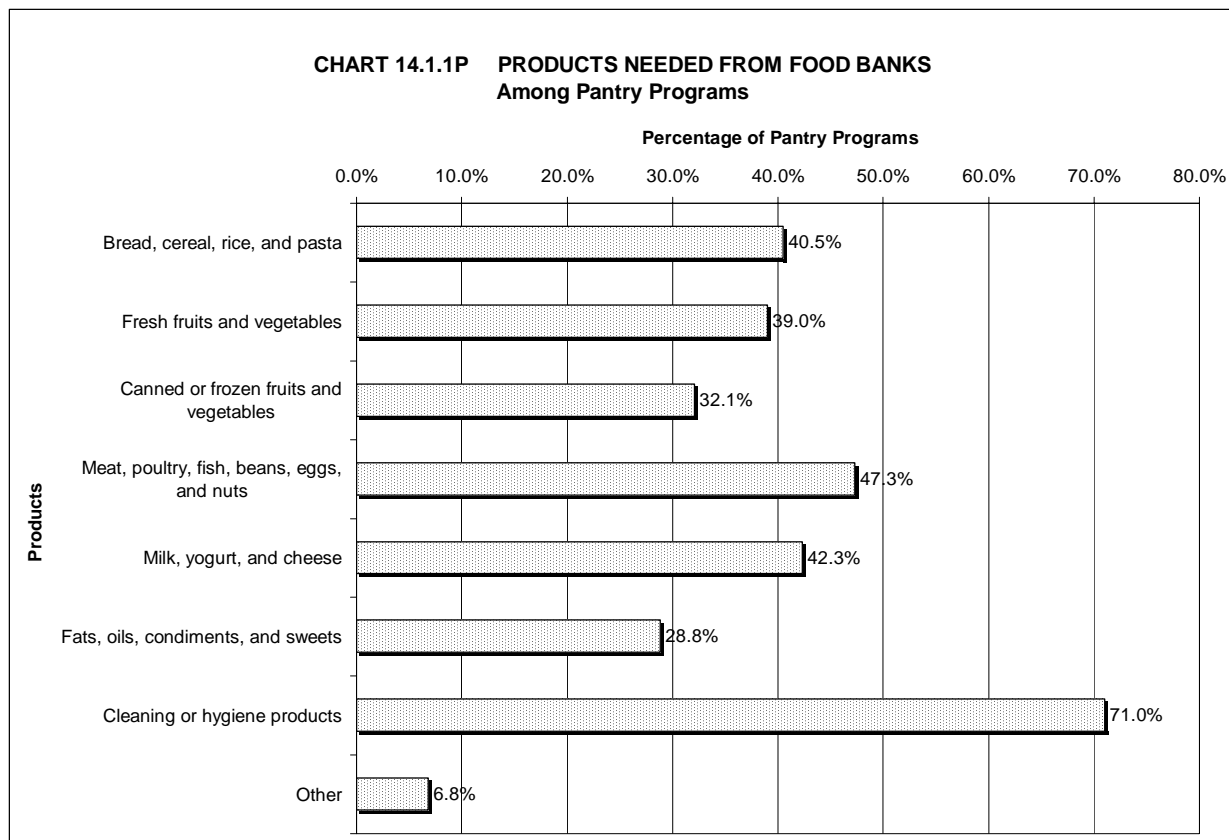 CHART 14.1.1P PRODUCTS NEEDED FROM FOOD BANKS
Among Pantry Programs
Percentage of Pantry Programs
0.0% 10.0% 20.0% 30.0% 40.0% 50.0% 60.0% 70.0% 80.0%
Products
Bread, cereal, rice, and pasta 40.5%
Fresh fruits and vegetables 39.0%
Canned or frozen fruits and
vegetables 32.1%
Meat, poultry, fish, beans, eggs,
and nuts 47.3%
Milk, yogurt, and cheese 42.3%
Fats, oils, condiments, and sweets 28.8%
Cleaning or hygiene products 71.0%
Other 6.8%